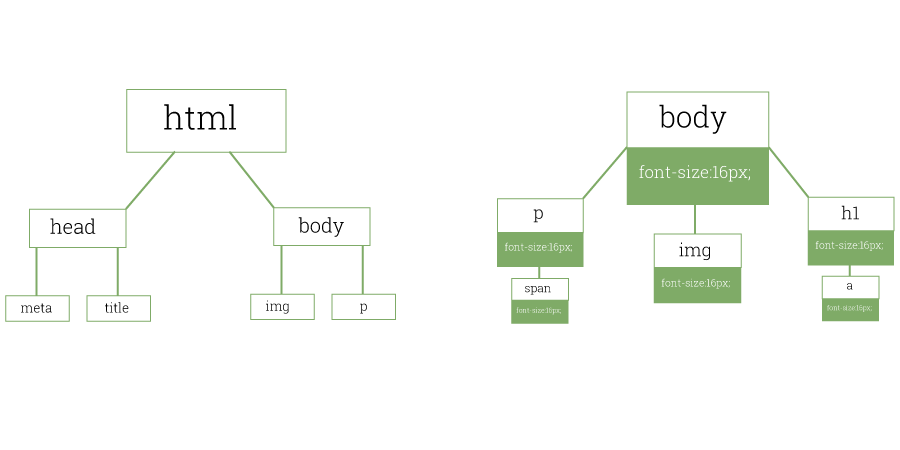 html
head
body
meta
title
img
p
body
font-size:16px;
p
font-size:16px;
img
font-size:16px;
h1
font-size:16px;
span
font-size:16px;
a
font-size:16px;